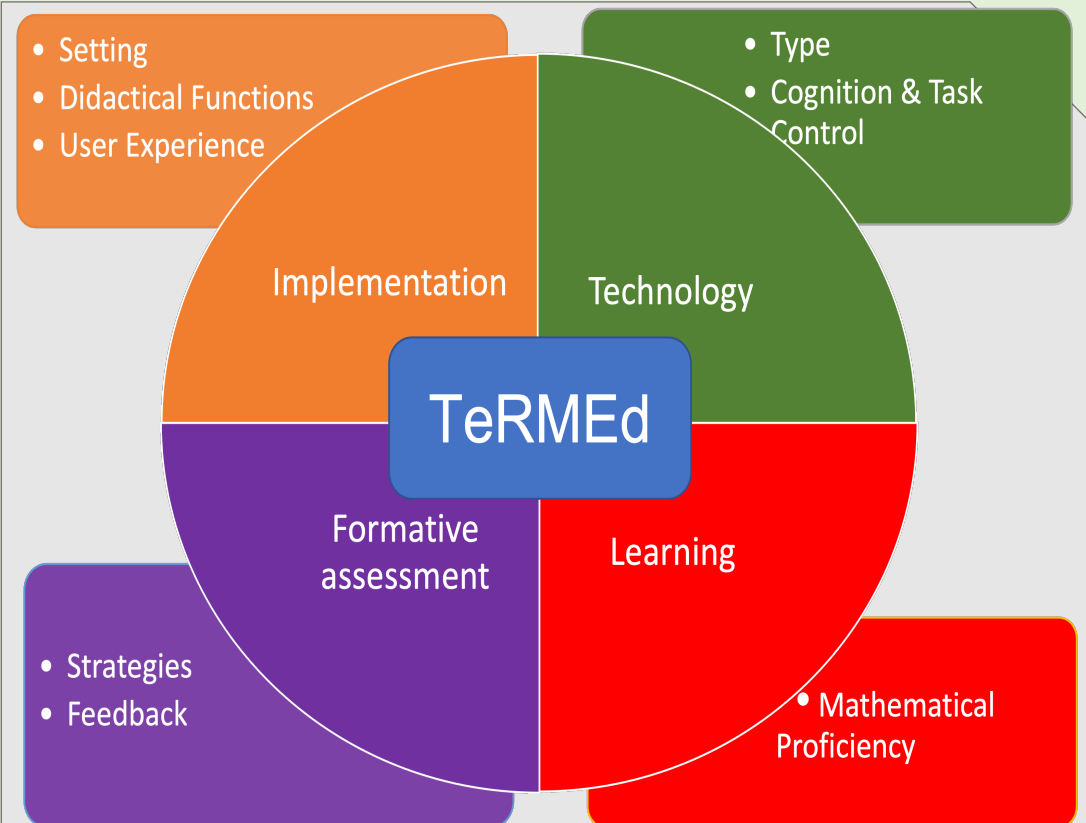 • Setting
• Didactical Functions
• User Experience
• Type
• Cognition & Task
Control
Implementation
Technology
TeRMEd
Formative
assessment
Learning
• Strategies
• Feedback
• Mathematical
Proficiency